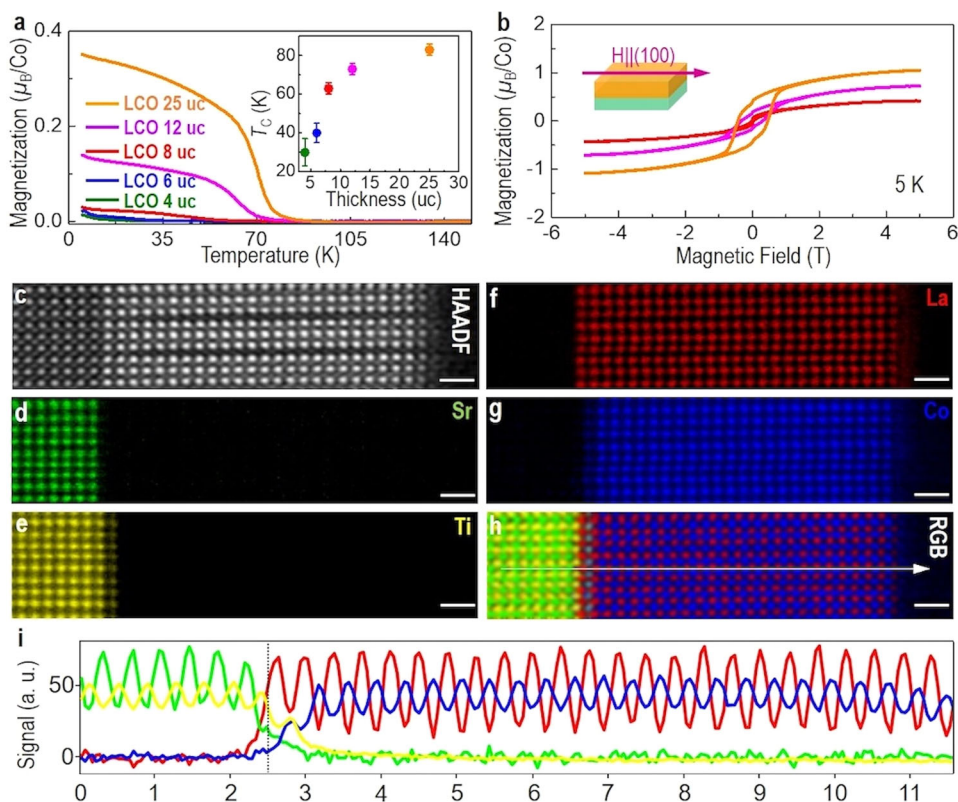 a
Magnetization (μB/Co)
0.4
0.2
0.0
LCO 25 uc
LCO 12 uc
LCO 8 uc
LCO 6 uc
LCO 4 uc
0 35 70 105 140
Temperature (K)
TC (K)
80
60
40
20
5 10 15 20 25 30
Thickness (uc)
b
Magnetization (μB/Co)
2
1
0
-1
-2
H||(100)
5 K
-6 -4 -2 0 2 4 6
Magnetic Field (T)
c
HAADF
f
La
d
Sr
g
Co
e
Ti
h
RGB
i
Signal (a. u.)
50
0
0 1 2 3 4 5 6 7 8 9 10 11